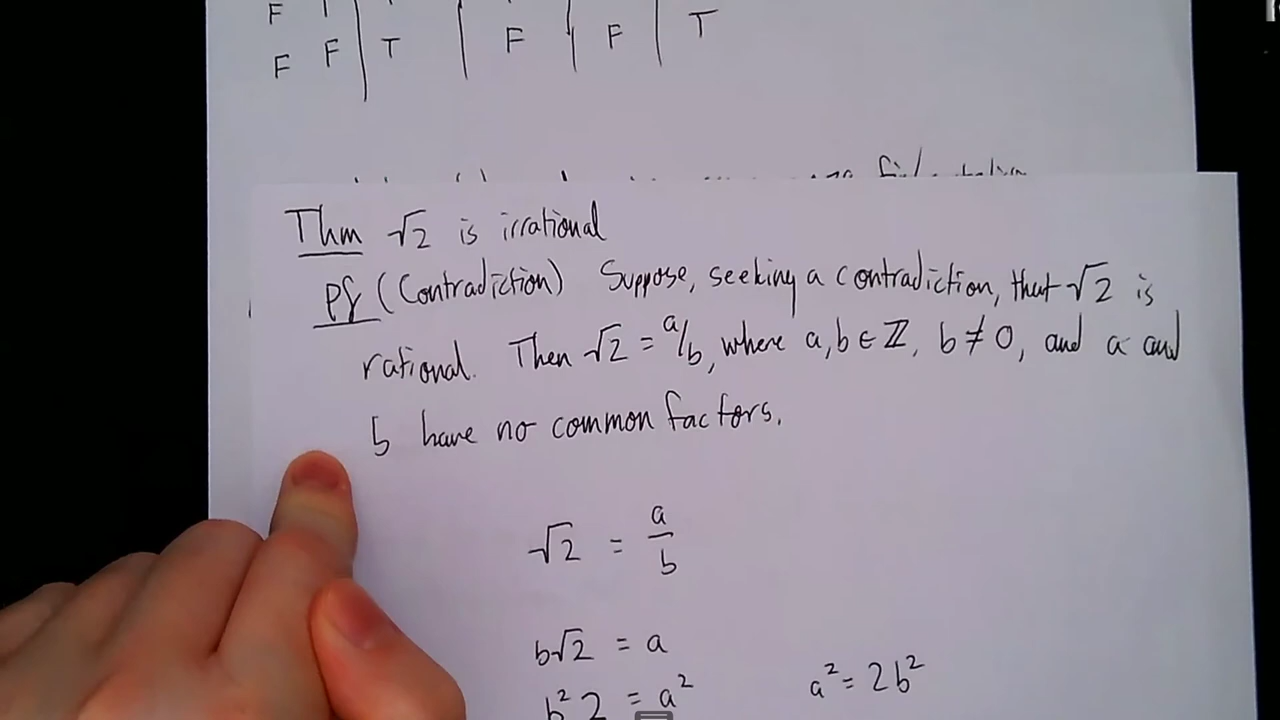 F
F F T F F T
Thm √2 is irrational
pf (Contradiction) Suppose, seeking a contradiction, that √2 is
rational. Then √2 = a/b, where a, b ∈ ℤ, b ≠ 0, and a and
b have no common factors.
√2 = a/b
b√2 = a
b² 2 = a² a² = 2b²